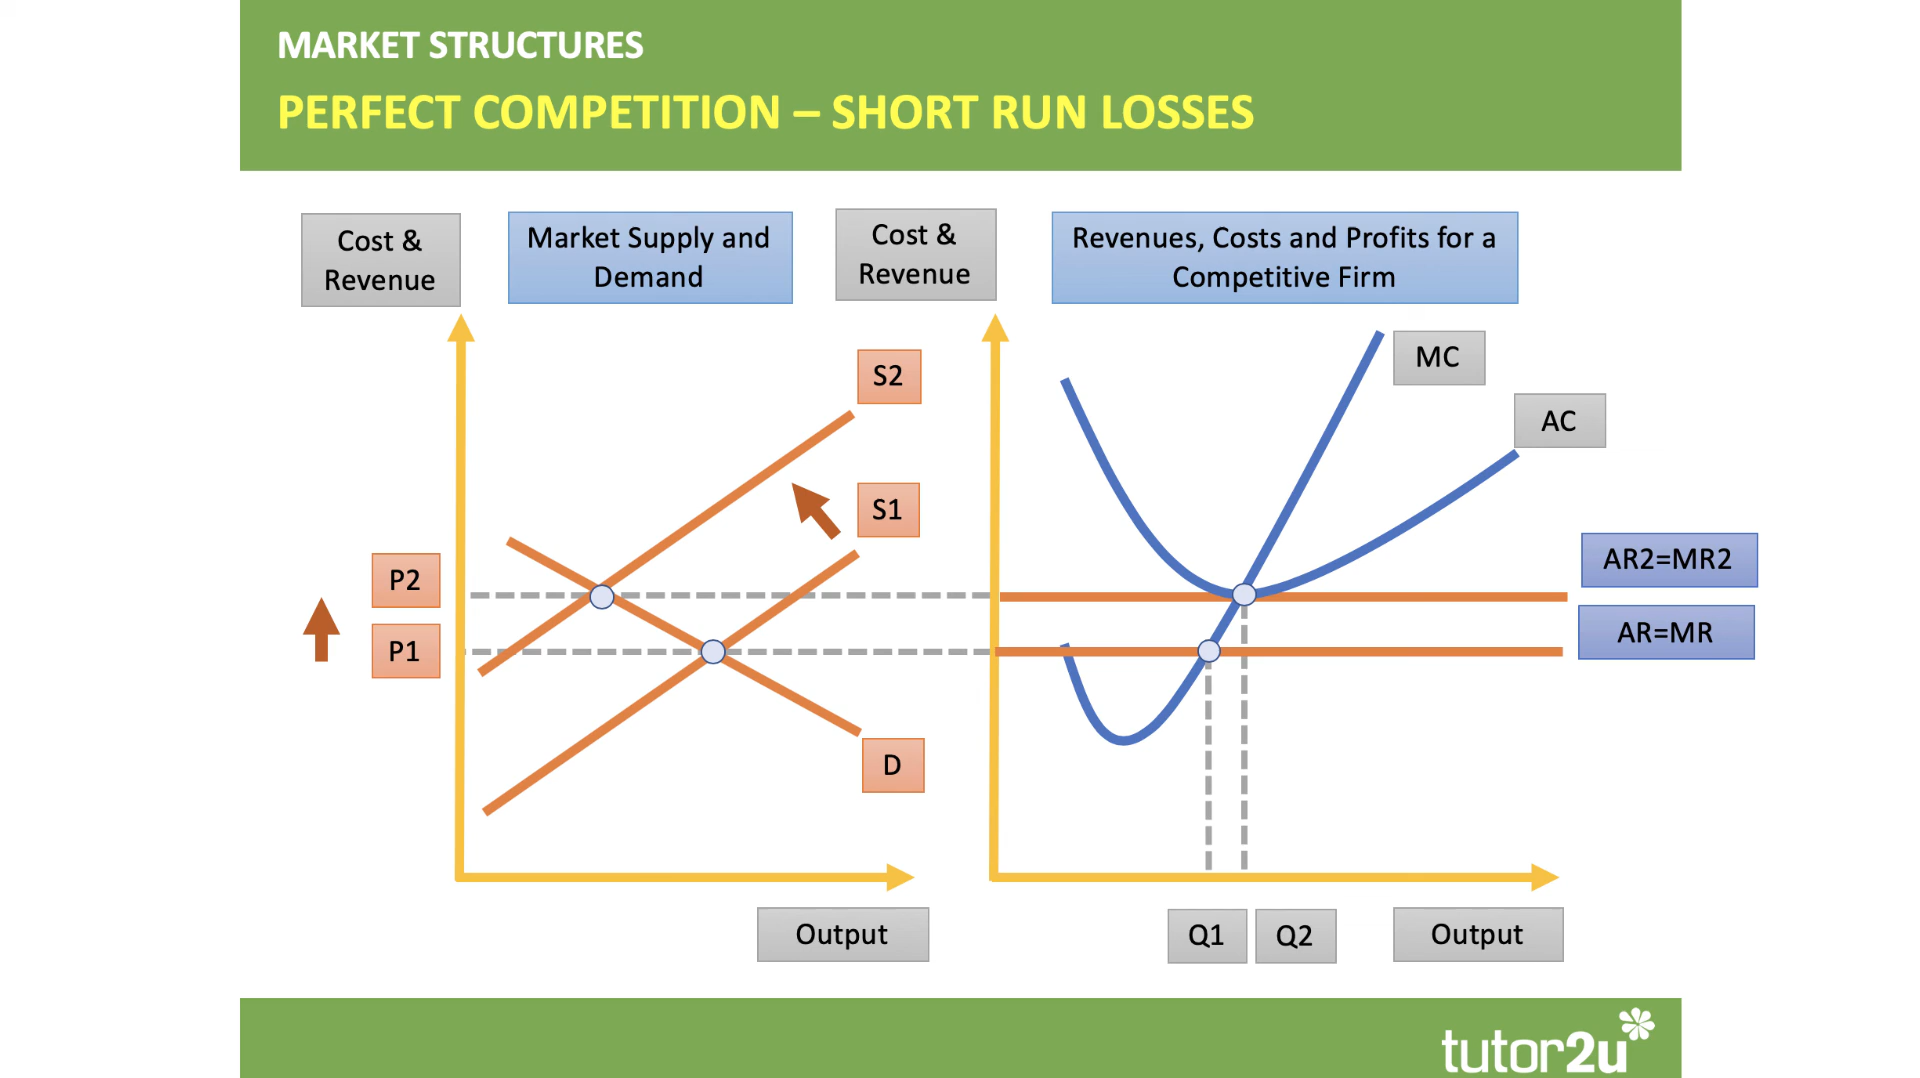 MARKET STRUCTURES
PERFECT COMPETITION – SHORT RUN LOSSES
Cost &
Revenue
Market Supply and
Demand
Cost &
Revenue
Revenues, Costs and Profits for a
Competitive Firm
MC
S2
AC
S1
AR2=MR2
P2
AR=MR
P1
D
Output
Q1
Q2
Output
tutor2u